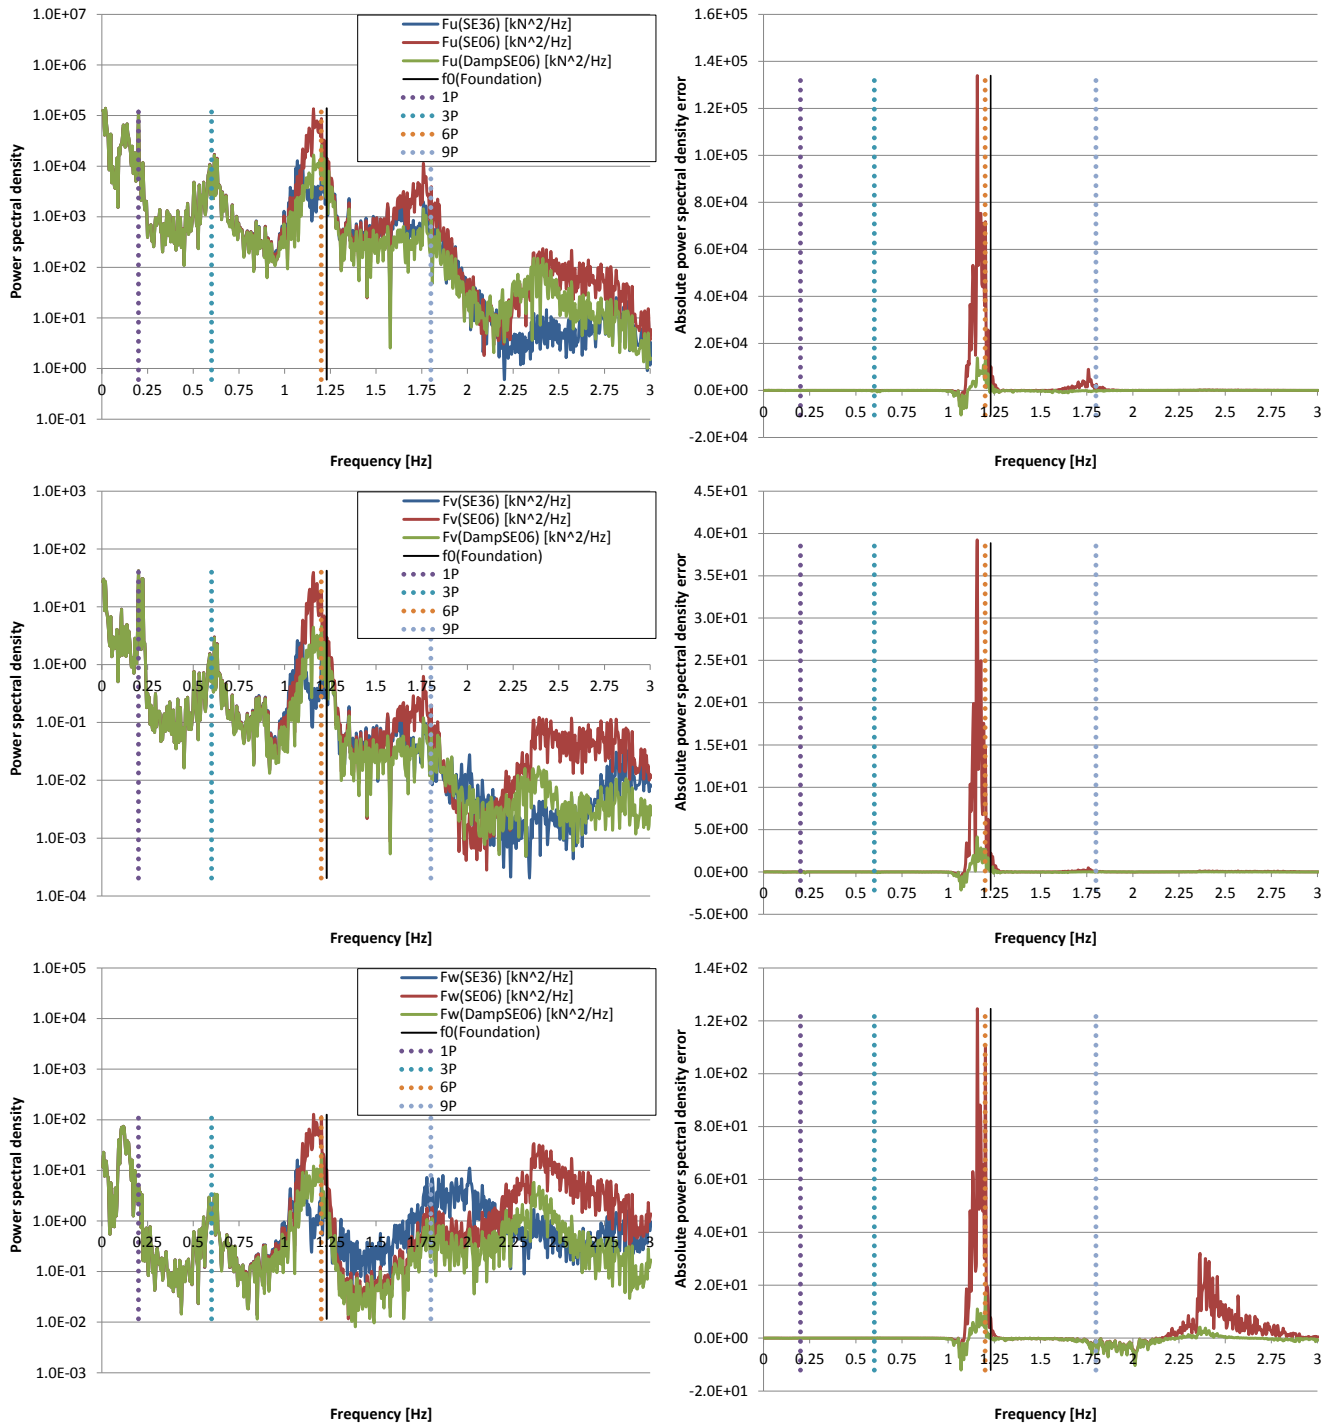 Power spectral density
1.0E+07
1.0E+06
1.0E+05
1.0E+04
1.0E+03
1.0E+02
1.0E+01
1.0E+00
1.0E-01
0 0.25 0.5 0.75 1 1.25 1.5 1.75 2 2.25 2.5 2.75 3
Frequency [Hz]
Fu(SE36) [kN^2/Hz]
Fu(SE06) [kN^2/Hz]
Fu(DampSE06) [kN^2/Hz]
f0(Foundation)
1P
3P
6P
9P
Absolute power spectral density error
1.6E+05
1.4E+05
1.2E+05
1.0E+05
8.0E+04
6.0E+04
4.0E+04
2.0E+04
0.0E+00
-2.0E+04
0 0.25 0.5 0.75 1 1.25 1.5 1.75 2 2.25 2.5 2.75 3
Frequency [Hz]
Power spectral density
1.0E+03
1.0E+02
1.0E+01
1.0E+00
1.0E-01
1.0E-02
1.0E-03
1.0E-04
0 0.25 0.5 0.75 1 1.25 1.5 1.75 2 2.25 2.5 2.75 3
Frequency [Hz]
Fv(SE36) [kN^2/Hz]
Fv(SE06) [kN^2/Hz]
Fv(DampSE06) [kN^2/Hz]
f0(Foundation)
1P
3P
6P
9P
Absolute power spectral density error
4.5E+01
4.0E+01
3.5E+01
3.0E+01
2.5E+01
2.0E+01
1.5E+01
1.0E+01
5.0E+00
0.0E+00
-5.0E+00
0 0.25 0.5 0.75 1 1.25 1.5 1.75 2 2.25 2.5 2.75 3
Frequency [Hz]
Power spectral density
1.0E+05
1.0E+04
1.0E+03
1.0E+02
1.0E+01
1.0E+00
1.0E-01
1.0E-02
1.0E-03
0 0.25 0.5 0.75 1 1.25 1.5 1.75 2 2.25 2.5 2.75 3
Frequency [Hz]
Fw(SE36) [kN^2/Hz]
Fw(SE06) [kN^2/Hz]
Fw(DampSE06) [kN^2/Hz]
f0(Foundation)
1P
3P
6P
9P
Absolute power spectral density error
1.4E+02
1.2E+02
1.0E+02
8.0E+01
6.0E+01
4.0E+01
2.0E+01
0.0E+00
-2.0E+01
0 0.25 0.5 0.75 1 1.25 1.5 1.75 2 2.25 2.5 2.75 3
Frequency [Hz]